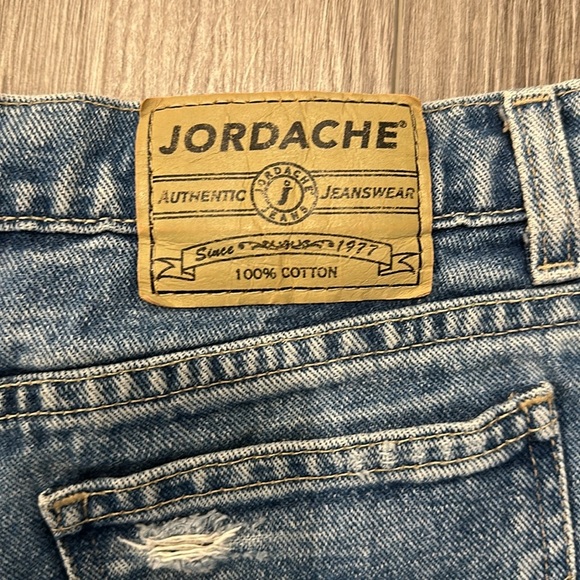 JORDACHE®
AUTHENTIC JORDACHE j JEANS JEANSWEAR
Since 1977
100% COTTON